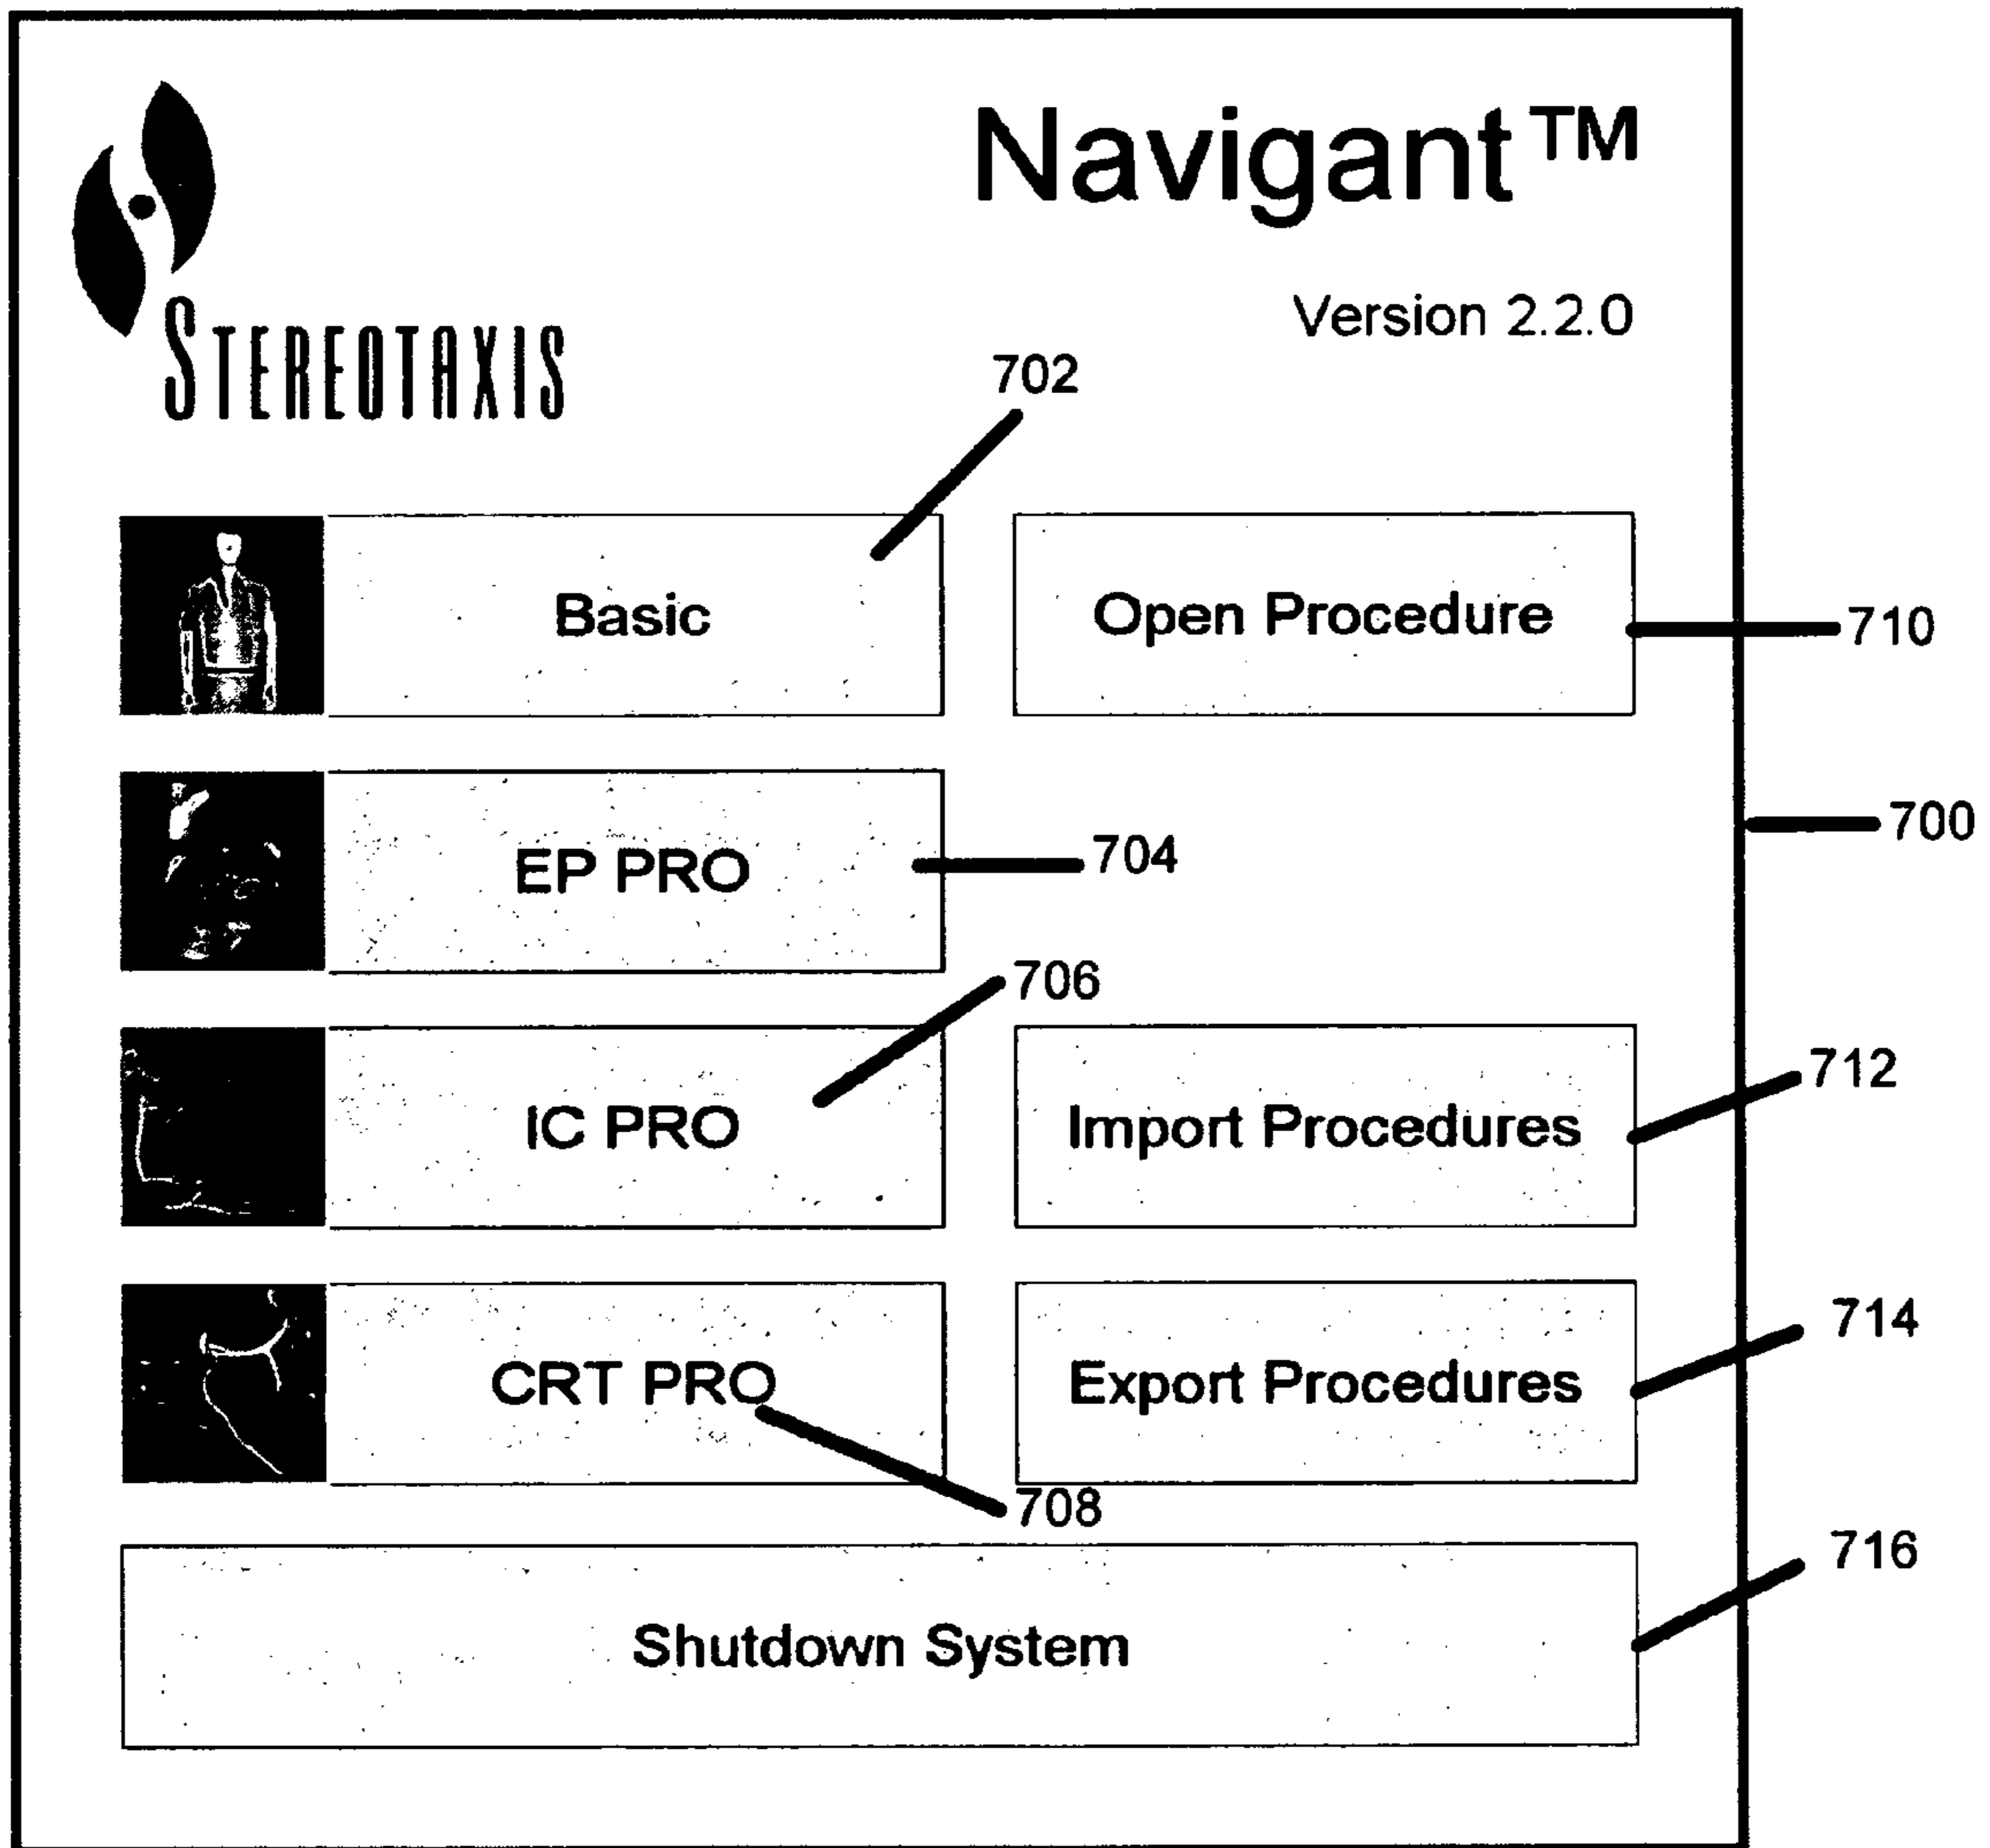 Navigant™
STEREOTAXIS
Version 2.2.0
702
Basic
Open Procedure
710
700
EP PRO
704
706
IC PRO
Import Procedures
712
CRT PRO
Export Procedures
714
708
716
Shutdown System